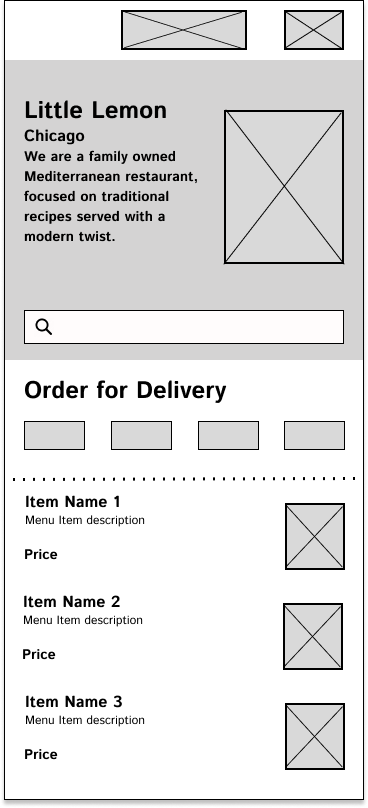 Little Lemon
Chicago
We are a family owned
Mediterranean restaurant,
focused on traditional
recipes served with a
modern twist.
Order for Delivery
Item Name 1
Menu Item description
Price
Item Name 2
Menu Item description
Price
Item Name 3
Menu Item description
Price